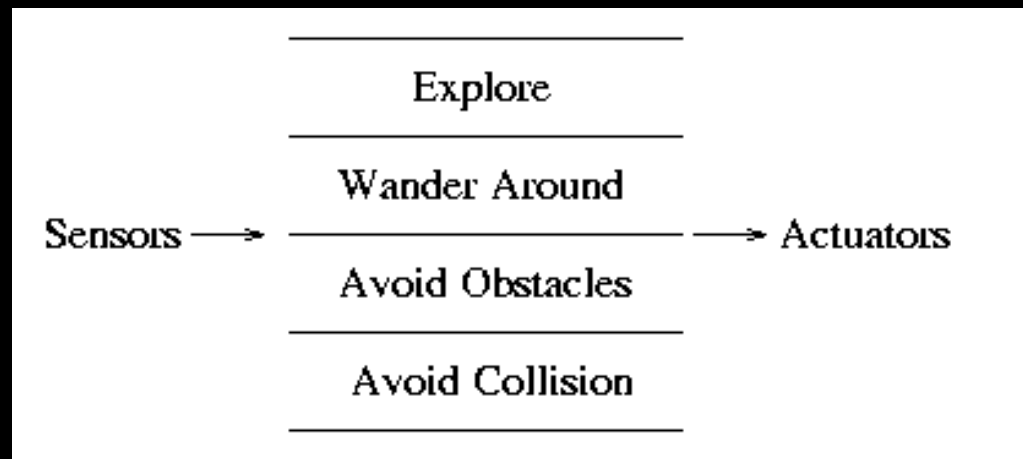 Explore
Wander Around
Sensors
Actuators
Avoid Obstacles
Avoid Collision